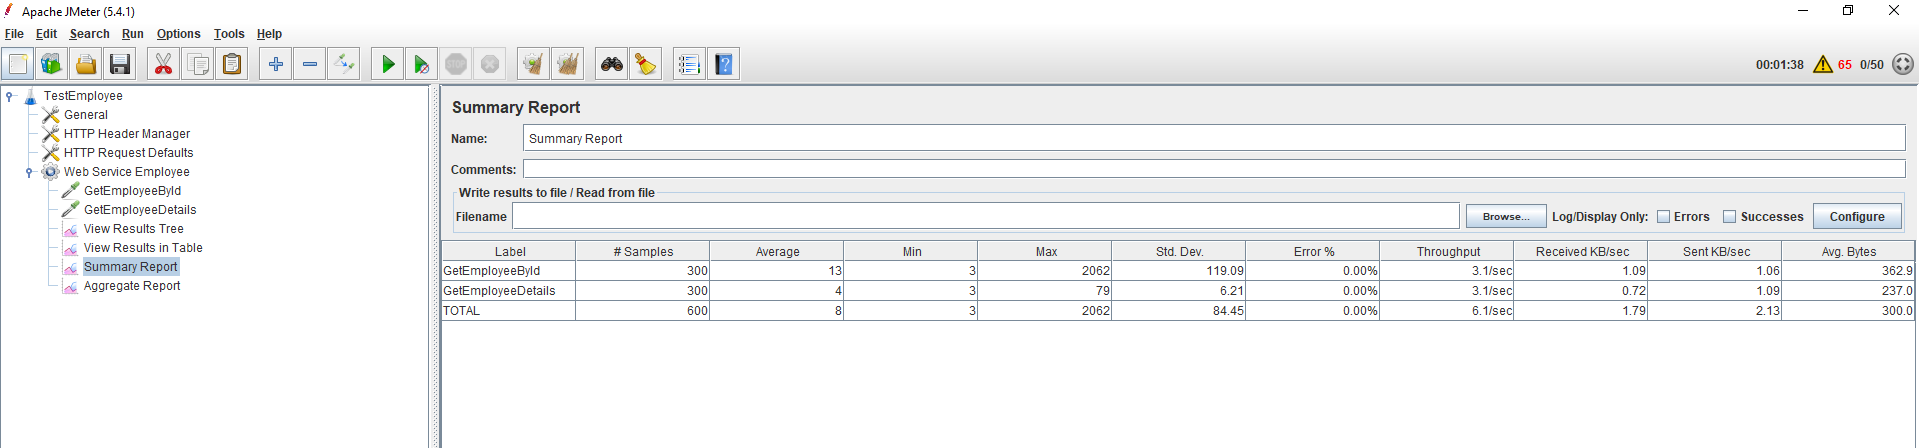 Apache JMeter (5.4.1)
File Edit Search Run Options Tools Help
00:01:38 65 0/50
TestEmployee
General
HTTP Header Manager
HTTP Request Defaults
Web Service Employee
GetEmployeeById
GetEmployeeDetails
View Results Tree
View Results in Table
Summary Report
Aggregate Report
Summary Report
Name: Summary Report
Comments:
Write results to file / Read from file
Filename Browse... Log/Display Only: Errors Successes Configure
Label # Samples Average Min Max Std. Dev. Error % Throughput Received KB/sec Sent KB/sec Avg. Bytes
GetEmployeeById 300 13 3 2062 119.09 0.00% 3.1/sec 1.09 1.06 362.9
GetEmployeeDetails 300 4 3 79 6.21 0.00% 3.1/sec 0.72 1.09 237.0
TOTAL 600 8 3 2062 84.45 0.00% 6.1/sec 1.79 2.13 300.0